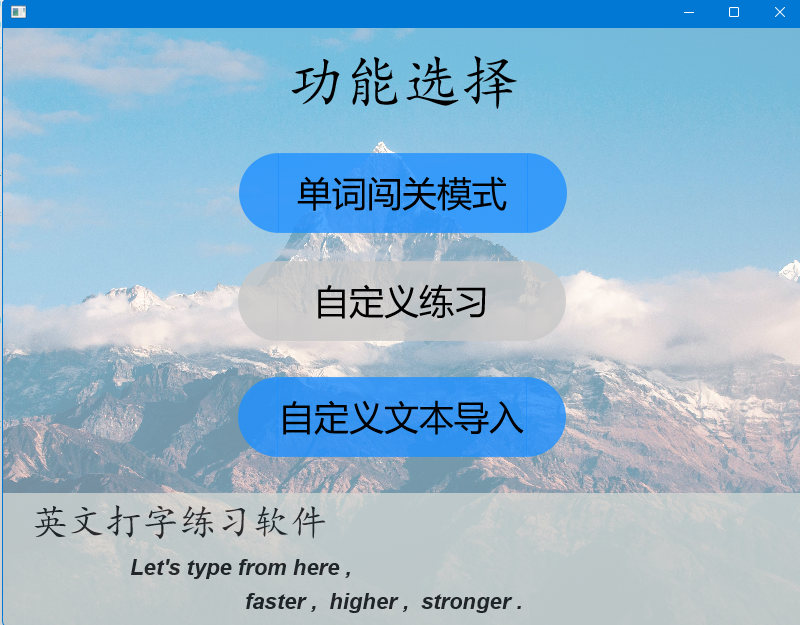 功能选择
单词闯关模式
自定义练习
自定义文本导入
英文打字练习软件
Let's type from here ,
faster ,  higher ,  stronger .